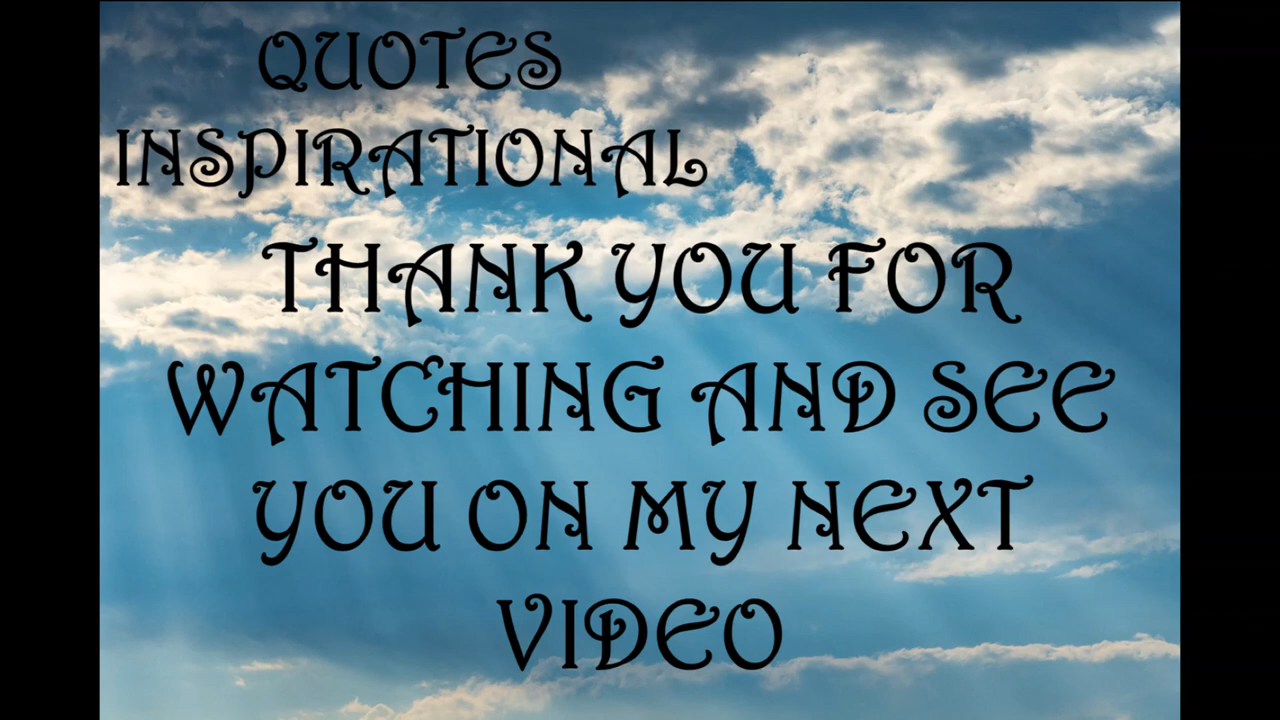 QUOTES
INSPIRATIONAL
THANK YOU FOR
WATCHING AND SEE
YOU ON MY NEXT
VIDEO